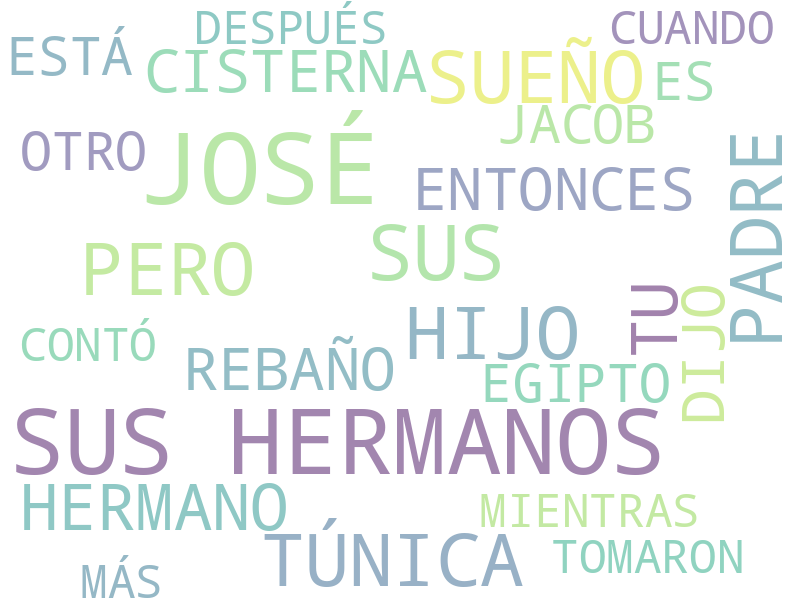 DESPUÉS
CUANDO
ESTÁ
CISTERNA
SUEÑO
ES
JACOB
OTRO
JOSÉ
ENTONCES
PADRE
PERO
SUS
TU
DIJO
HIJO
CONTÓ
REBAÑO
EGIPTO
SUS HERMANOS
HERMANO
MIENTRAS
TÚNICA
TOMARON
MÁS